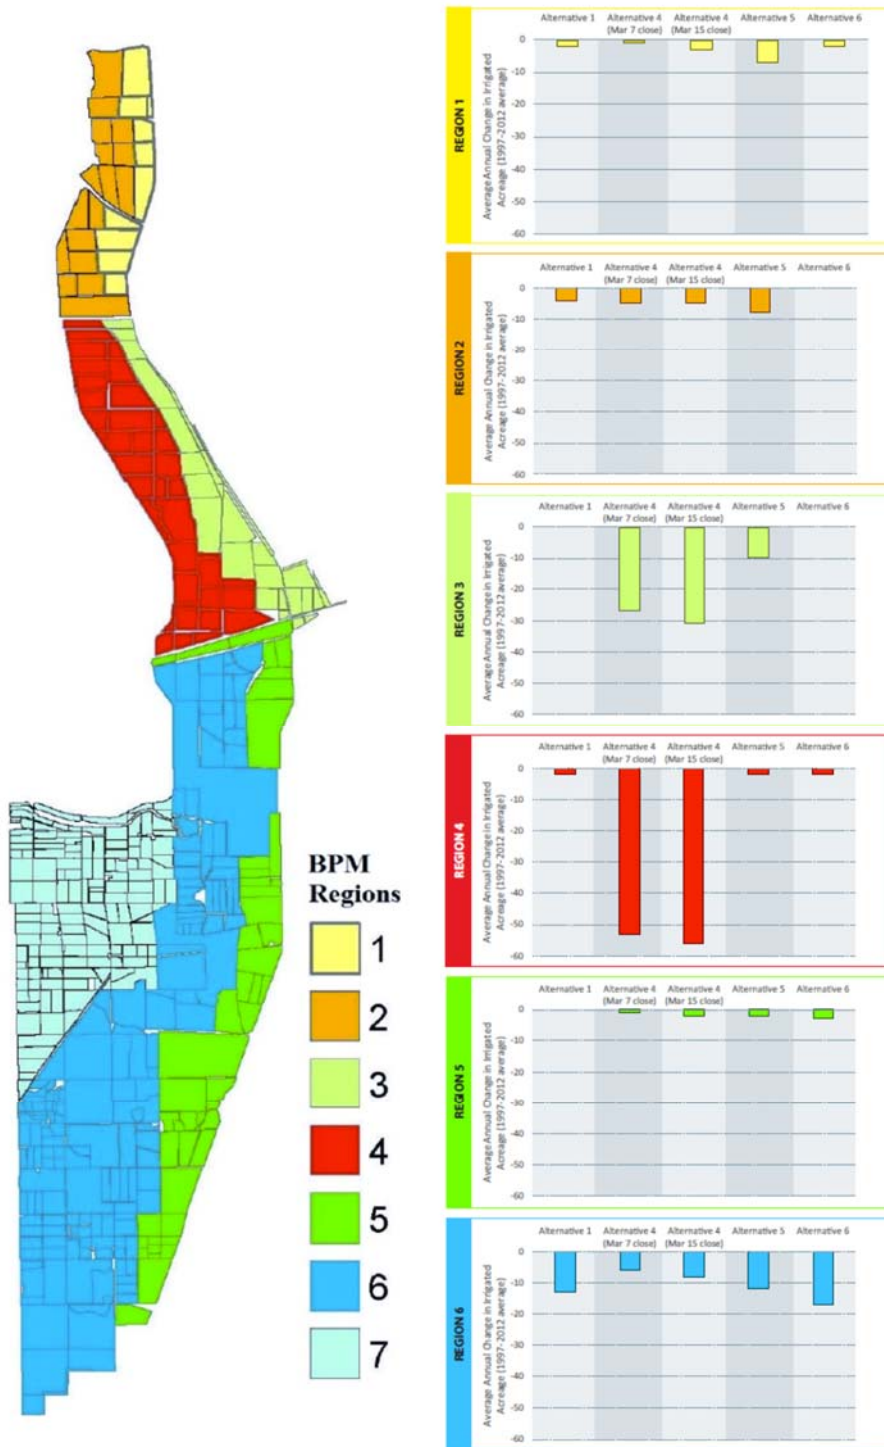 BPM
Regions
1
2
3
4
5
6
7
REGION 1
Average Annual Change in Irrigated
Acreage (1997-2012 average)
Alternative 1
Alternative 4
(Mar 7 close)
Alternative 4
(Mar 15 close)
Alternative 5
Alternative 6
0
-10
-20
-30
-40
-50
-60
REGION 2
Average Annual Change in Irrigated
Acreage (1997-2012 average)
Alternative 1
Alternative 4
(Mar 7 close)
Alternative 4
(Mar 15 close)
Alternative 5
Alternative 6
0
-10
-20
-30
-40
-50
-60
REGION 3
Average Annual Change in Irrigated
Acreage (1997-2012 average)
Alternative 1
Alternative 4
(Mar 7 close)
Alternative 4
(Mar 15 close)
Alternative 5
Alternative 6
0
-10
-20
-30
-40
-50
-60
REGION 4
Average Annual Change in Irrigated
Acreage (1997-2012 average)
Alternative 1
Alternative 4
(Mar 7 close)
Alternative 4
(Mar 15 close)
Alternative 5
Alternative 6
0
-10
-20
-30
-40
-50
-60
REGION 5
Average Annual Change in Irrigated
Acreage (1997-2012 average)
Alternative 1
Alternative 4
(Mar 7 close)
Alternative 4
(Mar 15 close)
Alternative 5
Alternative 6
0
-10
-20
-30
-40
-50
-60
REGION 6
Average Annual Change in Irrigated
Acreage (1997-2012 average)
Alternative 1
Alternative 4
(Mar 7 close)
Alternative 4
(Mar 15 close)
Alternative 5
Alternative 6
0
-10
-20
-30
-40
-50
-60